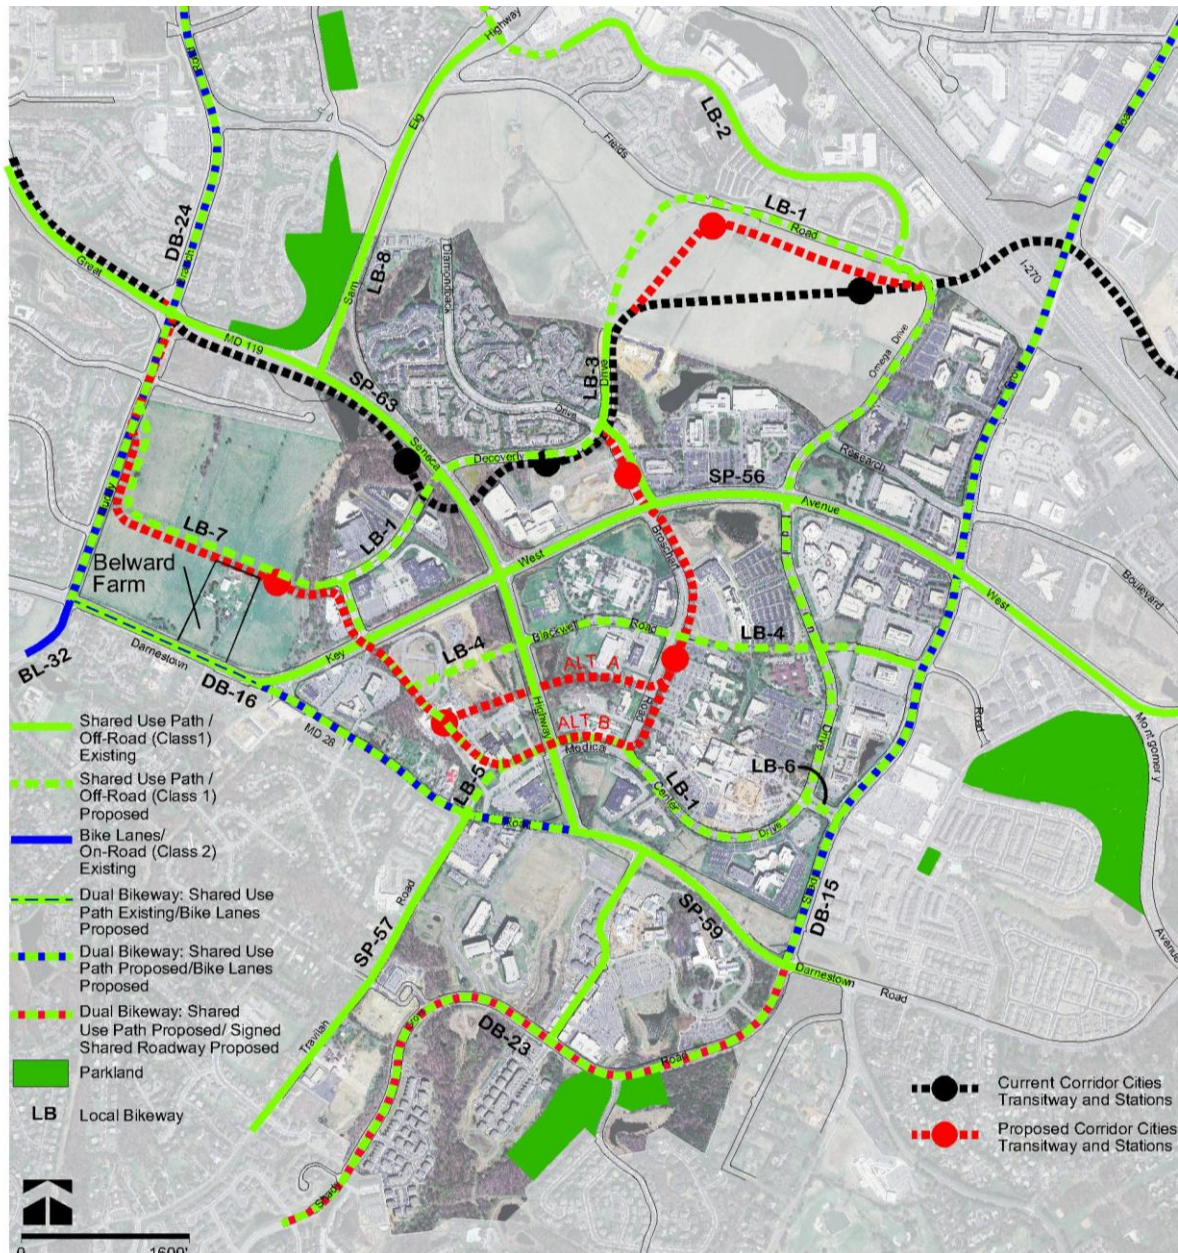 Highway
Elg
LB-2
Fields
LB-1
Road
DB-24
LB-8
Diamondback
I-270
Great
Sam
MD 119
Omega Drive
LB-3
Drive
SP-63
Drive
Seneca
Decoverly
Research
SP-56
Avenue
LB-7
LB-1
West
Broschart
Belward
Farm
West
Boulevard
Blackwell
Road
LB-4
LB-4
Key
Darnestown
BL-32
DB-16
ALT. A
Road
Highway
ALT. B
Medical
Drive
Road
Montgomery
MD 28
LB-6
LB-5
LB-1
Center
Drive
Road
DB-15
SP-59
SP-57
Road
Darnestown
Road
Avenue
DB-23
Road
Travilah
Shady
Shared Use Path /
Off-Road (Class1)
Existing
Shared Use Path /
Off-Road (Class 1)
Proposed
Bike Lanes/
On-Road (Class 2)
Existing
Dual Bikeway: Shared Use
Path Existing/Bike Lanes
Proposed
Dual Bikeway: Shared Use
Path Proposed/Bike Lanes
Proposed
Dual Bikeway: Shared
Use Path Proposed/ Signed
Shared Roadway Proposed
Parkland
LB Local Bikeway
Current Corridor Cities
Transitway and Stations
Proposed Corridor Cities
Transitway and Stations
0 1600'